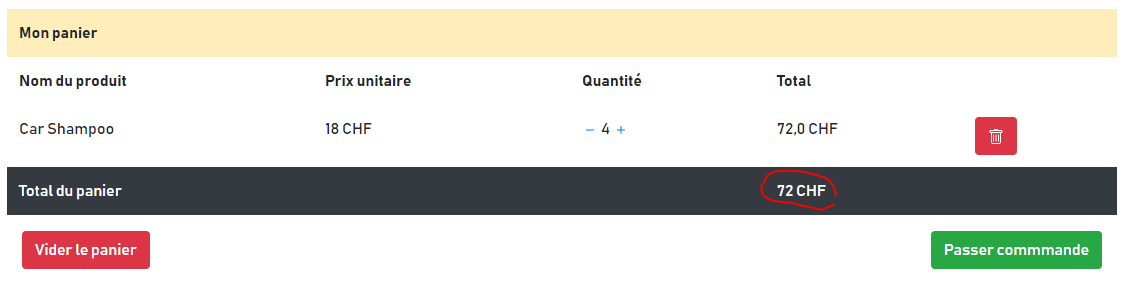 Mon panier
Nom du produit Prix unitaire Quantité Total
Car Shampoo 18 CHF − 4 + 72,0 CHF
Total du panier 72 CHF
Vider le panier Passer commmande